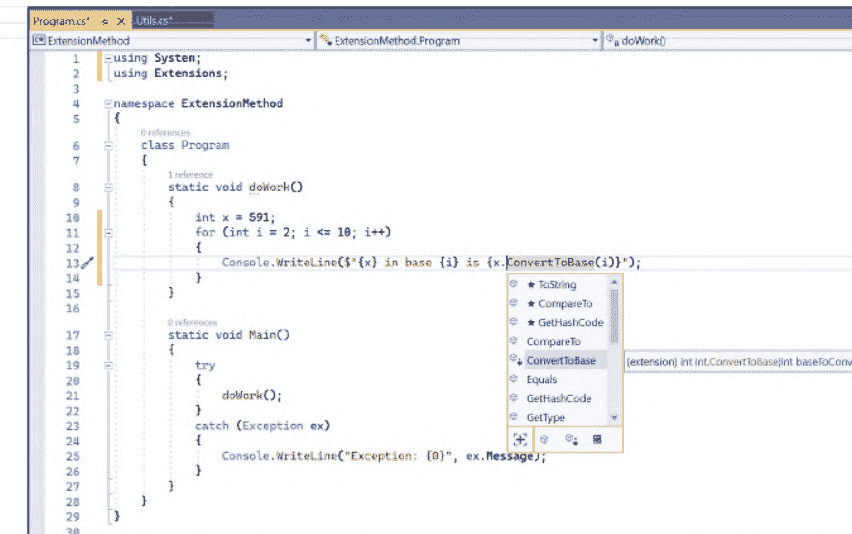 Program.cs* Utils.cs*
ExtensionMethod ExtensionMethod.Program doWork()
1 using System;
2 using Extensions;
3
4 namespace ExtensionMethod
5 {
0 references
6 class Program
7 {
1 reference
8 static void doWork()
9 {
10 int x = 591;
11 for (int i = 2; i <= 10; i++)
12 {
13 Console.WriteLine($"{x} in base {i} is {x.ConvertToBase(i)}");
14 }
15 }
16
0 references
17 static void Main()
18 {
19 try
20 {
21 doWork();
22 }
23 catch (Exception ex)
24 {
25 Console.WriteLine("Exception: {0}", ex.Message);
26 }
27 }
28 }
29 }
30
★ ToString
★ CompareTo
★ GetHashCode
CompareTo
ConvertToBase
(extension) int int.ConvertToBase(int baseToConv
Equals
GetHashCode
GetType